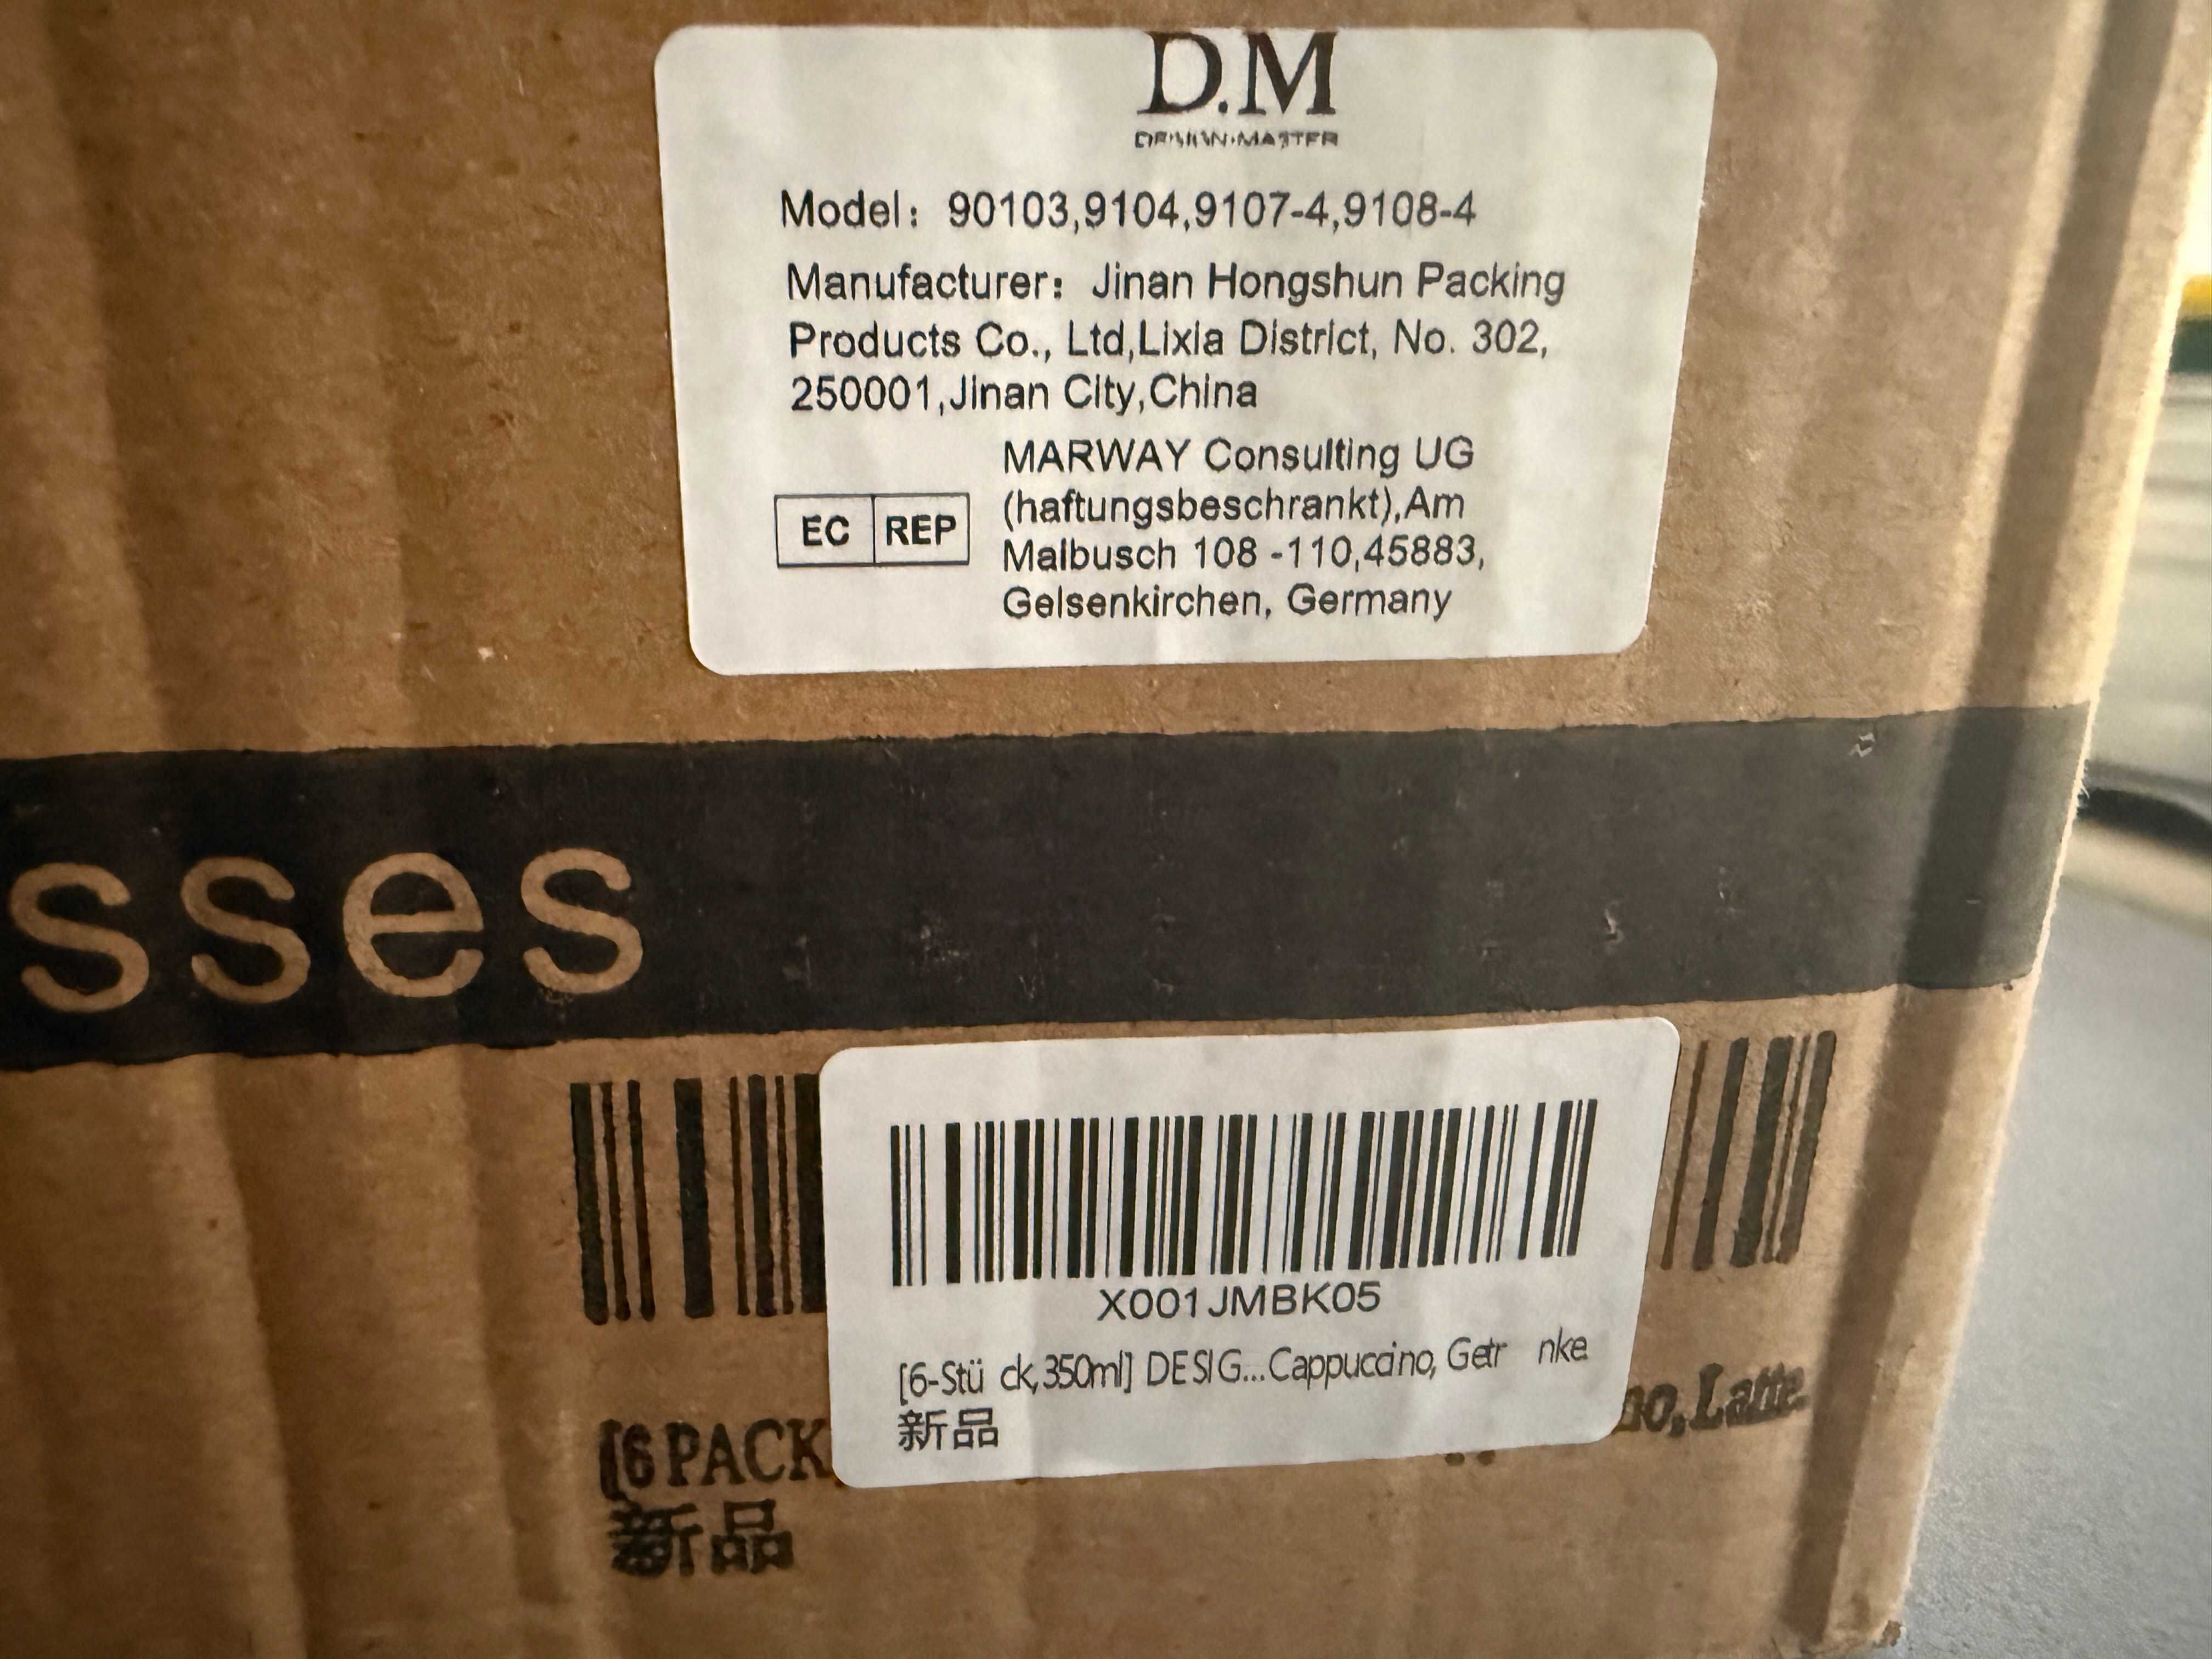 D.M
DESIGN·MASTER
Model: 90103,9104,9107-4,9108-4
Manufacturer: Jinan Hongshun Packing
Products Co., Ltd,Lixia District, No. 302,
250001,Jinan City,China
EC REP
MARWAY Consulting UG
(haftungsbeschrankt),Am
Malbusch 108 -110,45883,
Gelsenkirchen, Germany
sses
X001JMBK05
[6-Stü ck,350ml] DESIG...Cappuccino, Getr nke
新品
[6 PACK
no, Latte
新品